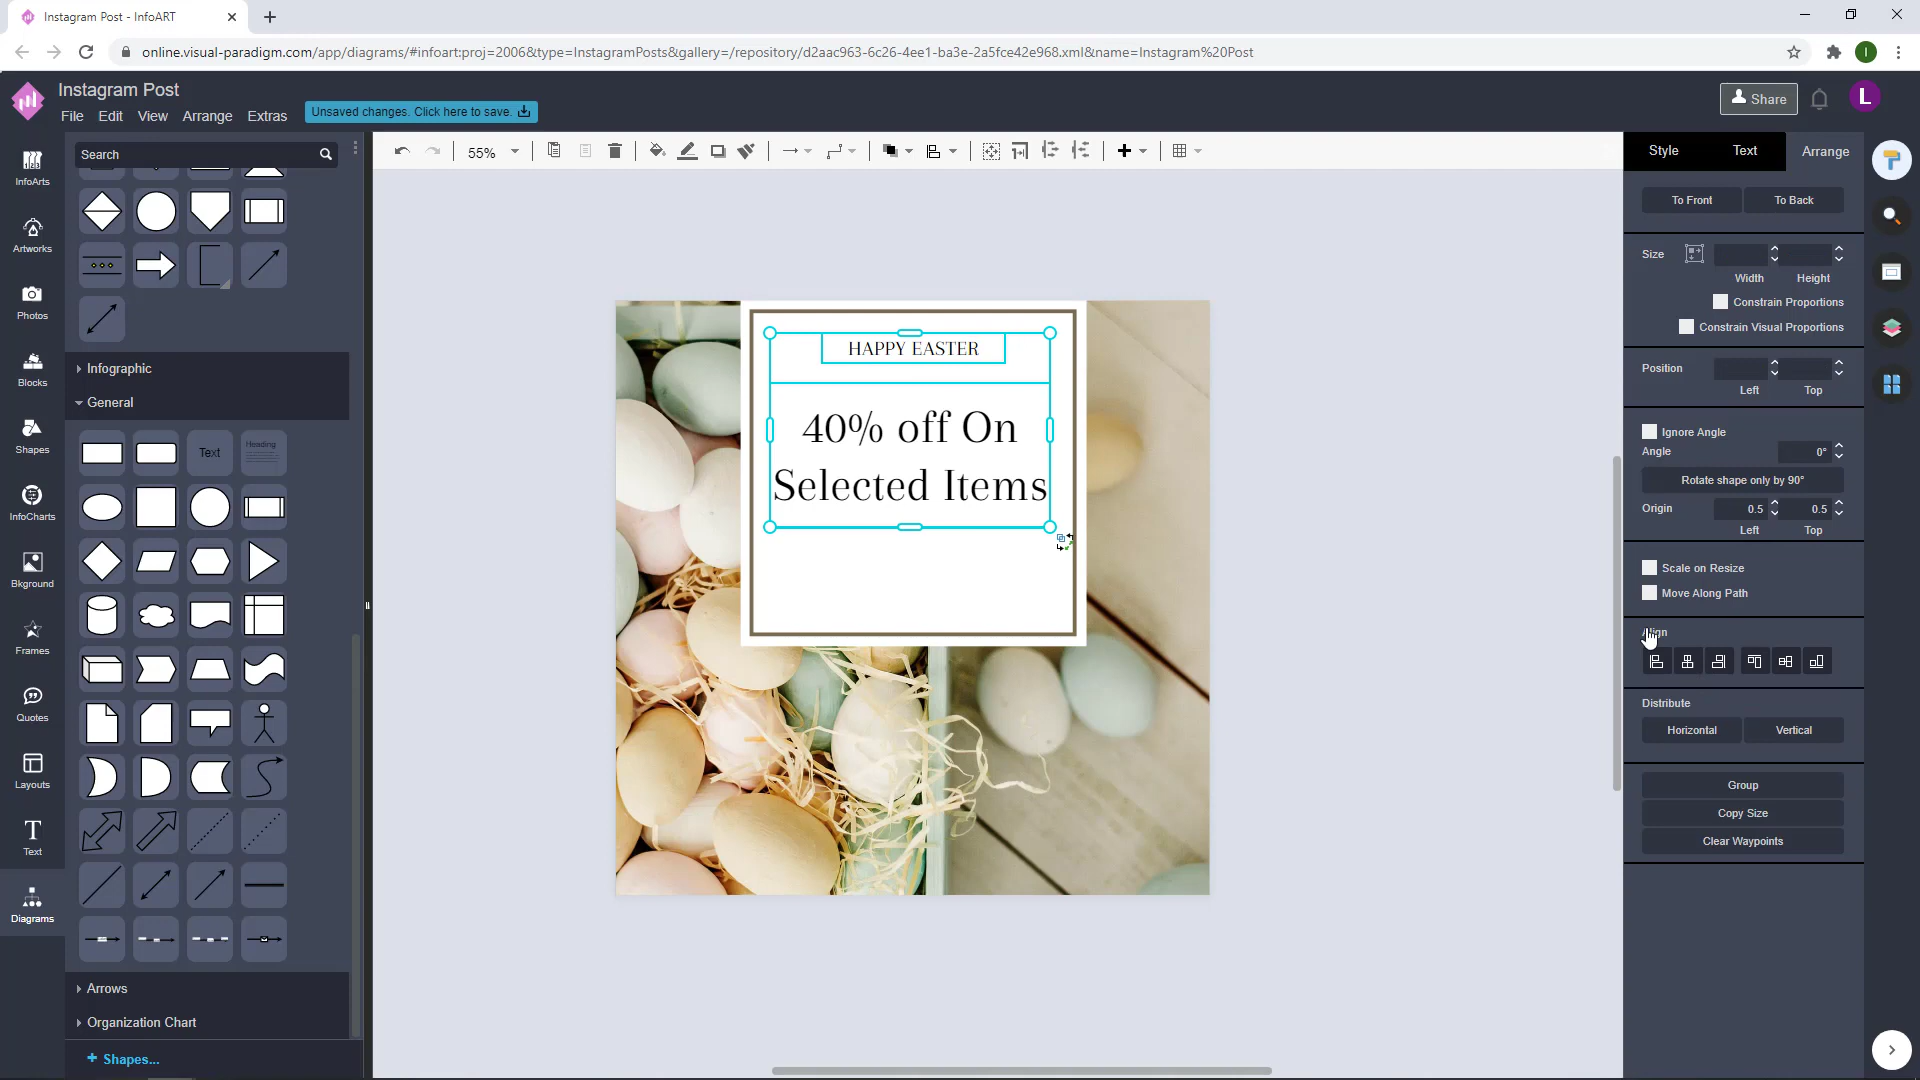 Instagram Post - InfoART
online.visual-paradigm.com/app/diagrams/#infoart:proj=2006&type=InstagramPosts&gallery=/repository/d2aac963-6c26-4ee1-ba3e-2a5fce42e968.xml&name=Instagram%20Post
I
Instagram Post
File Edit View Arrange Extras
Unsaved changes. Click here to save.
Share
L
InfoArts
Artworks
Photos
Blocks
Shapes
InfoCharts
Bkground
Frames
Quotes
Layouts
Text
Diagrams
Search
Infographic
General
Text
Heading
Arrows
Organization Chart
+ Shapes...
55%
HAPPY EASTER
40% off On
Selected Items
Style Text Arrange
To Front To Back
Size
Width Height
Constrain Proportions
Constrain Visual Proportions
Position
Left Top
Ignore Angle
Angle 0°
Rotate shape only by 90°
Origin 0.5 0.5
Left Top
Scale on Resize
Move Along Path
Align
Distribute
Horizontal Vertical
Group
Copy Size
Clear Waypoints